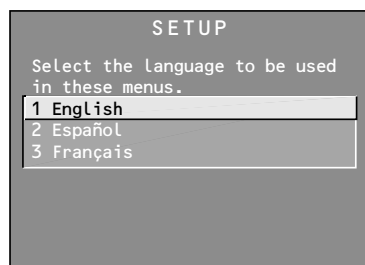 SETUP
Select the language to be used
in these menus.
1 English
2 Español
3 Français